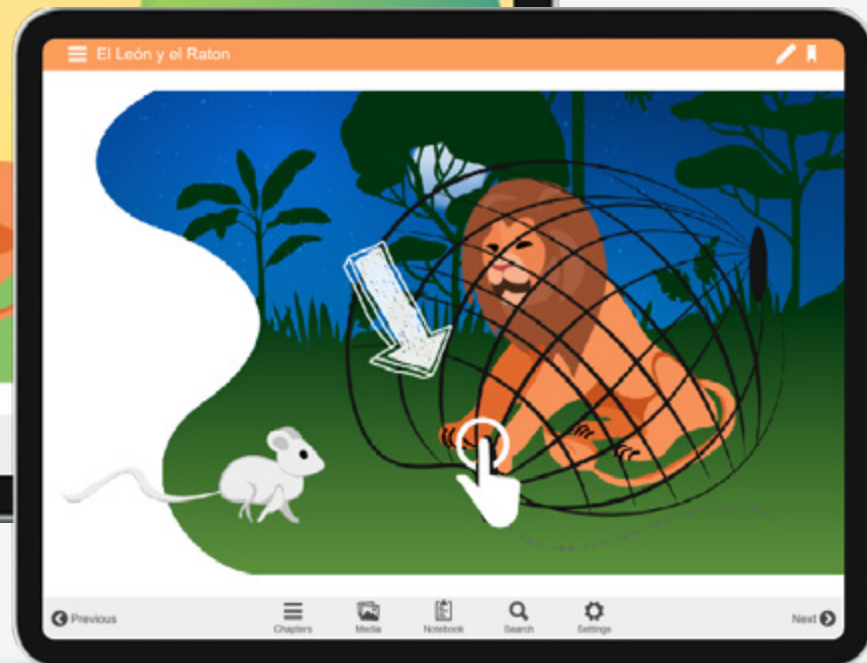 El León y el Raton
Previous
Chapters
Media
Notebook
Search
Settings
Next